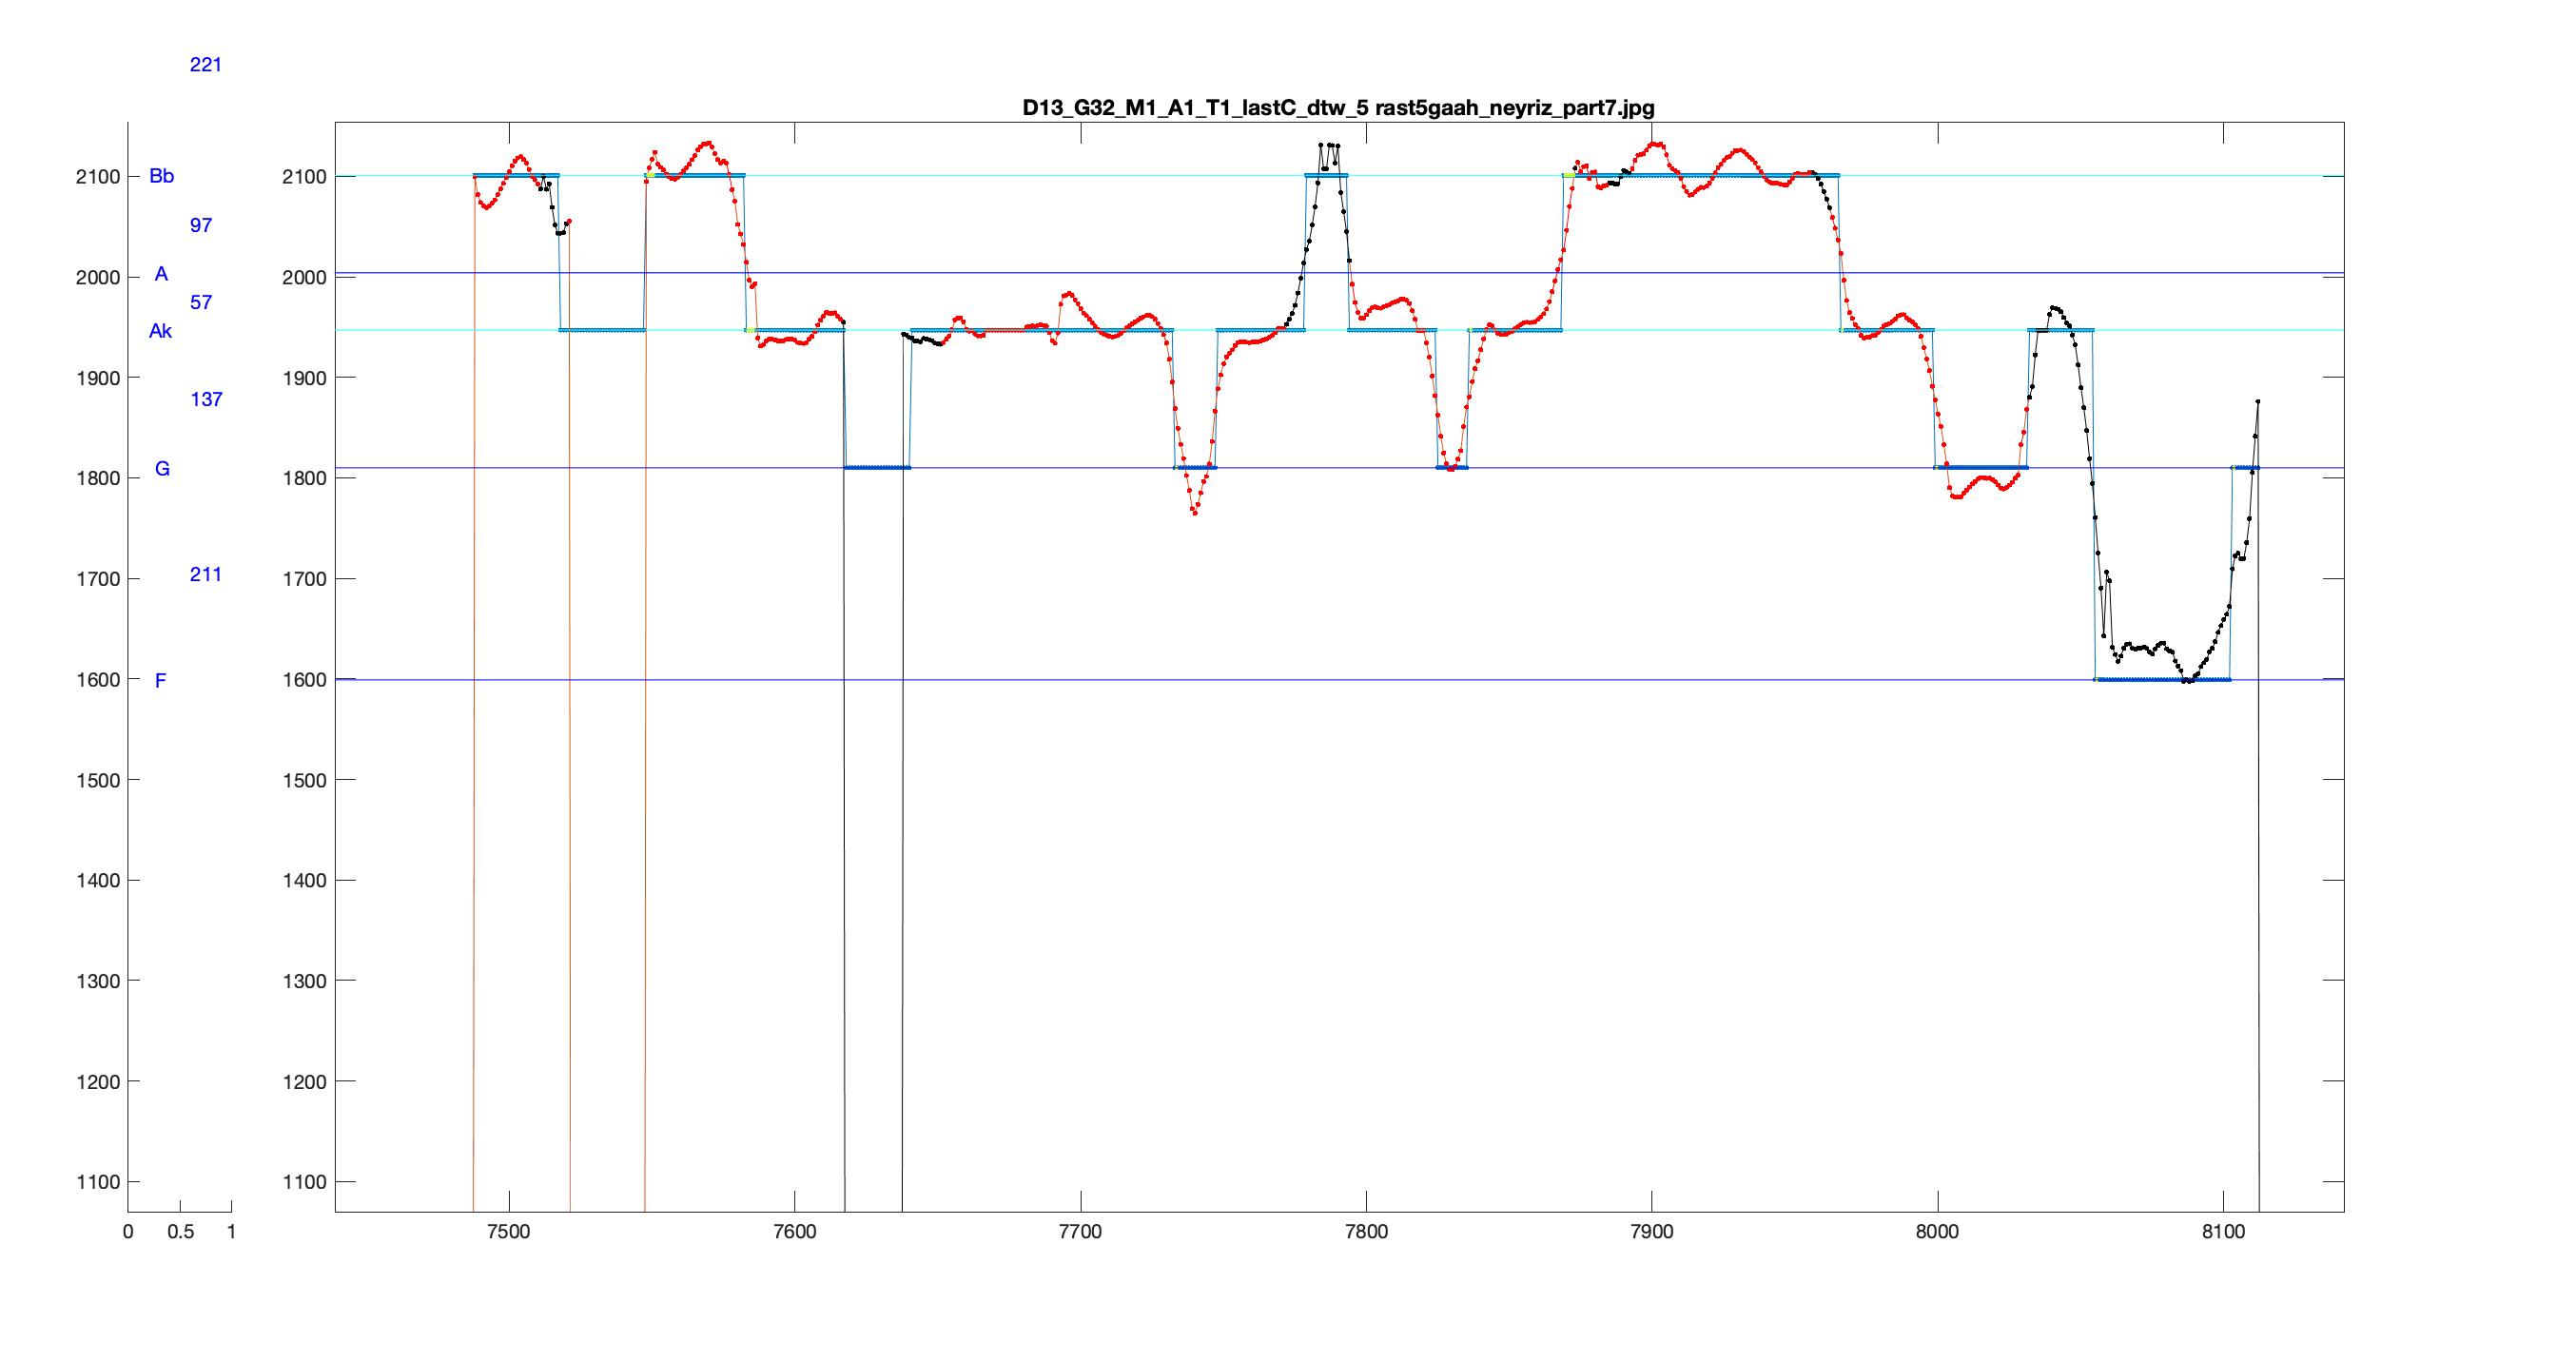 221
D13_G32_M1_A1_T1_lastC_dtw_5 rast5gaah_neyriz_part7.jpg
2100 Bb 2100
97
2000 A 2000
57
Ak
1900 1900
137
1800 G 1800
1700 211 1700
1600 F 1600
1500 1500
1400 1400
1300 1300
1200 1200
1100 1100
0 0.5 1 7500 7600 7700 7800 7900 8000 8100